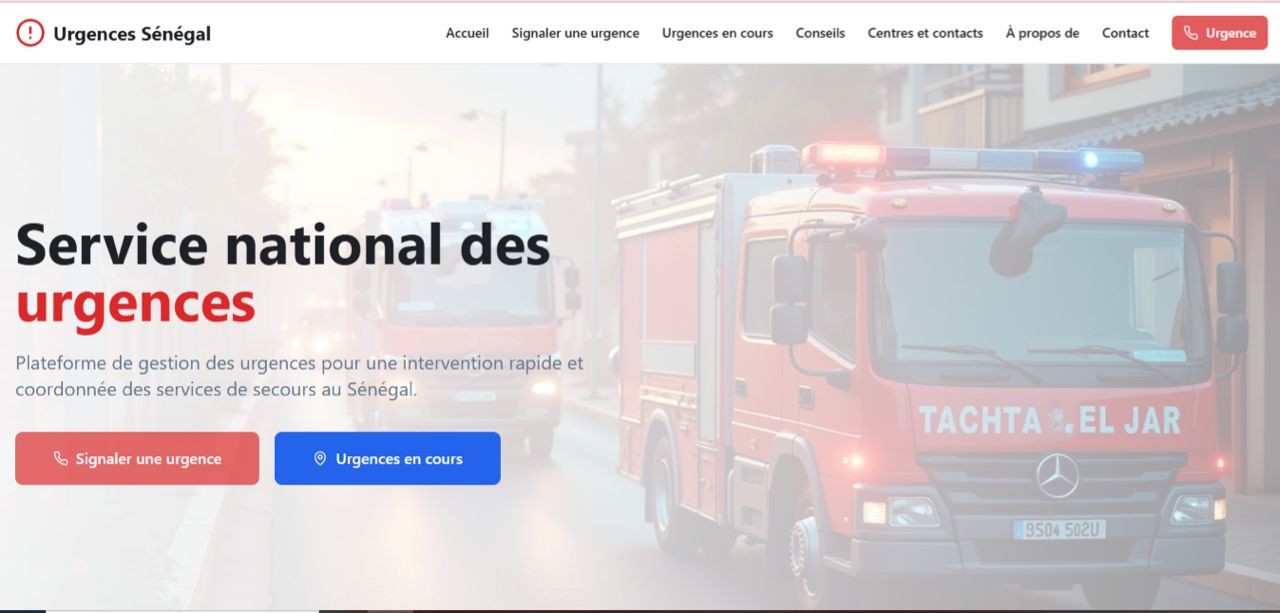 Urgences Sénégal
Accueil
Signaler une urgence
Urgences en cours
Conseils
Centres et contacts
À propos de
Contact
Urgence
Service national des
urgences
Plateforme de gestion des urgences pour une intervention rapide et
coordonnée des services de secours au Sénégal.
Signaler une urgence
Urgences en cours
TACHTA EL JAR
9504 502U